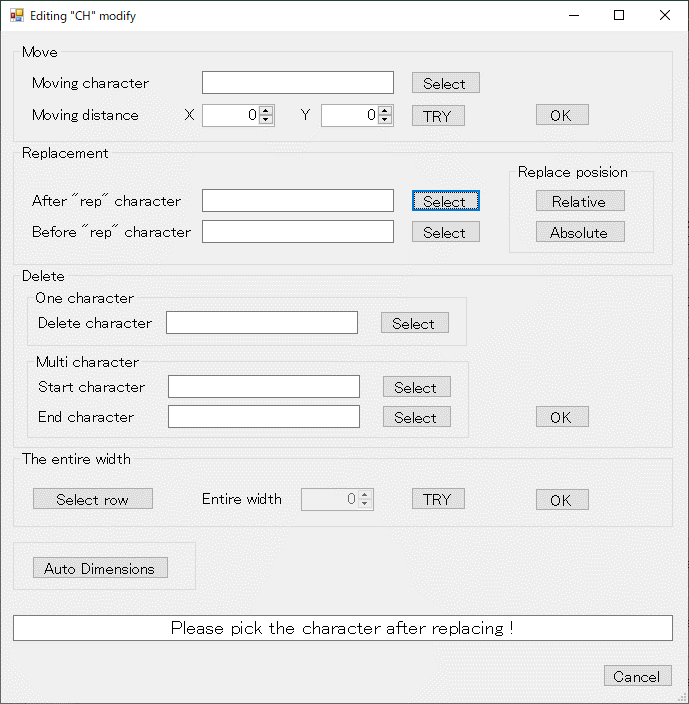 Editing "CH" modify
Move
Moving character Select
Moving distance X 0 Y 0 TRY OK
Replacement
Replace posision
After "rep" character Select Relative
Before "rep" character Select Absolute
Delete
One character
Delete character Select
Multi character
Start character Select
End character Select OK
The entire width
Select row Entire width 0 TRY OK
Auto Dimensions
Please pick the character after replacing !
Cancel